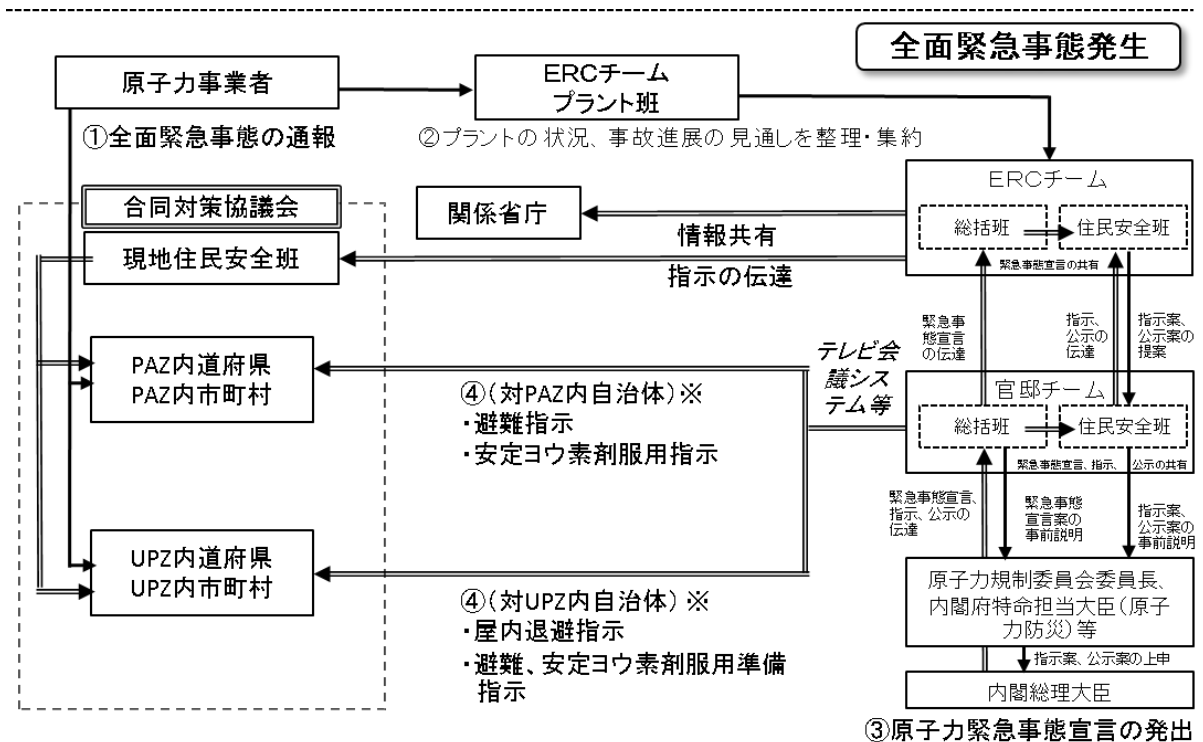 全面緊急事態発生
原子力事業者
ERCチーム
プラント班
①全面緊急事態の通報
②プラントの状況、事故進展の見通しを整理・集約
ERCチーム
総括班
住民安全班
緊急事態宣言の共有
合同対策協議会
現地住民安全班
関係省庁
情報共有
指示の伝達
PAZ内道府県
PAZ内市町村
④(対PAZ内自治体)※
・避難指示
・安定ヨウ素剤服用指示
テレビ会
議シス
テム等
緊急事
態宣言
の伝達
指示、
公示の
伝達
指示案、
公示案の
提案
官邸チーム
総括班
住民安全班
緊急事態宣言、指示、 公示の共有
緊急事態宣言、
指示、公示の
伝達
緊急事態
宣言案の
事前説明
指示案、
公示案の
事前説明
UPZ内道府県
UPZ内市町村
④(対UPZ内自治体)※
・屋内退避指示
・避難、安定ヨウ素剤服用準備
指示
原子力規制委員会委員長、
内閣府特命担当大臣(原子
力防災)等
指示案、公示案の上申
内閣総理大臣
③原子力緊急事態宣言の発出